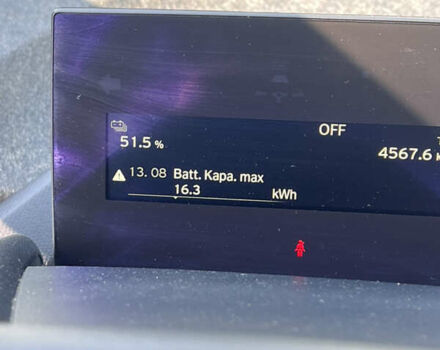 OFF
51.5 %
4567.6
13. 08 Batt. Kapa. max
16.3 kWh